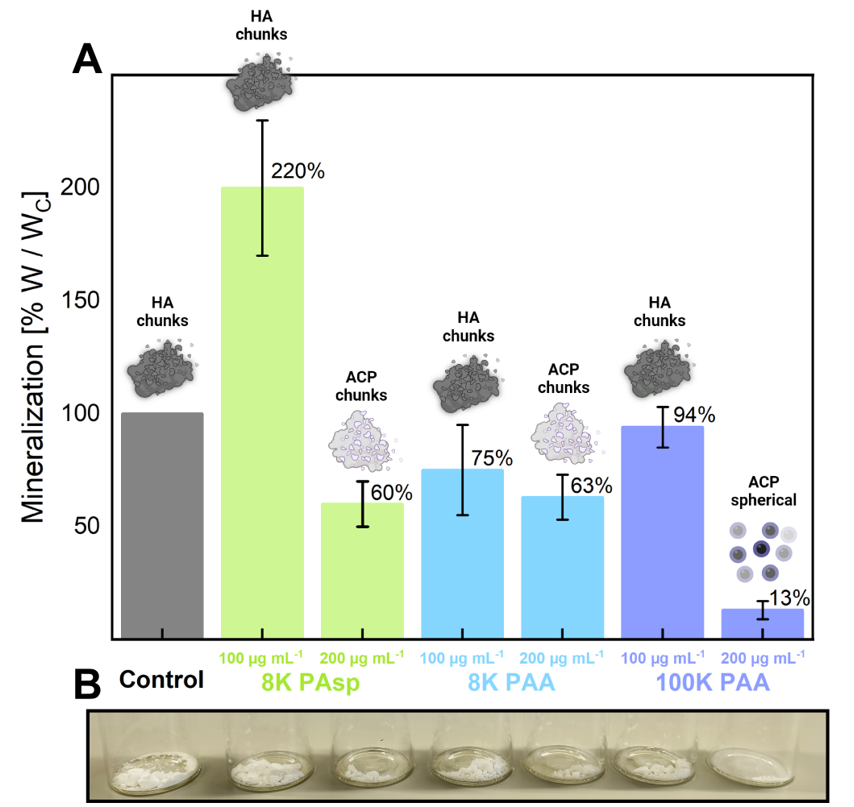 A
HA
chunks
220%
HA
chunks
ACP
chunks
60%
HA
chunks
75%
ACP
chunks
63%
HA
chunks
94%
ACP
spherical
13%
Mineralization [% W / W_C]
200
150
100
50
Control
100 µg mL⁻¹ 200 µg mL⁻¹
8K PAsp
100 µg mL⁻¹ 200 µg mL⁻¹
8K PAA
100 µg mL⁻¹ 200 µg mL⁻¹
100K PAA
B